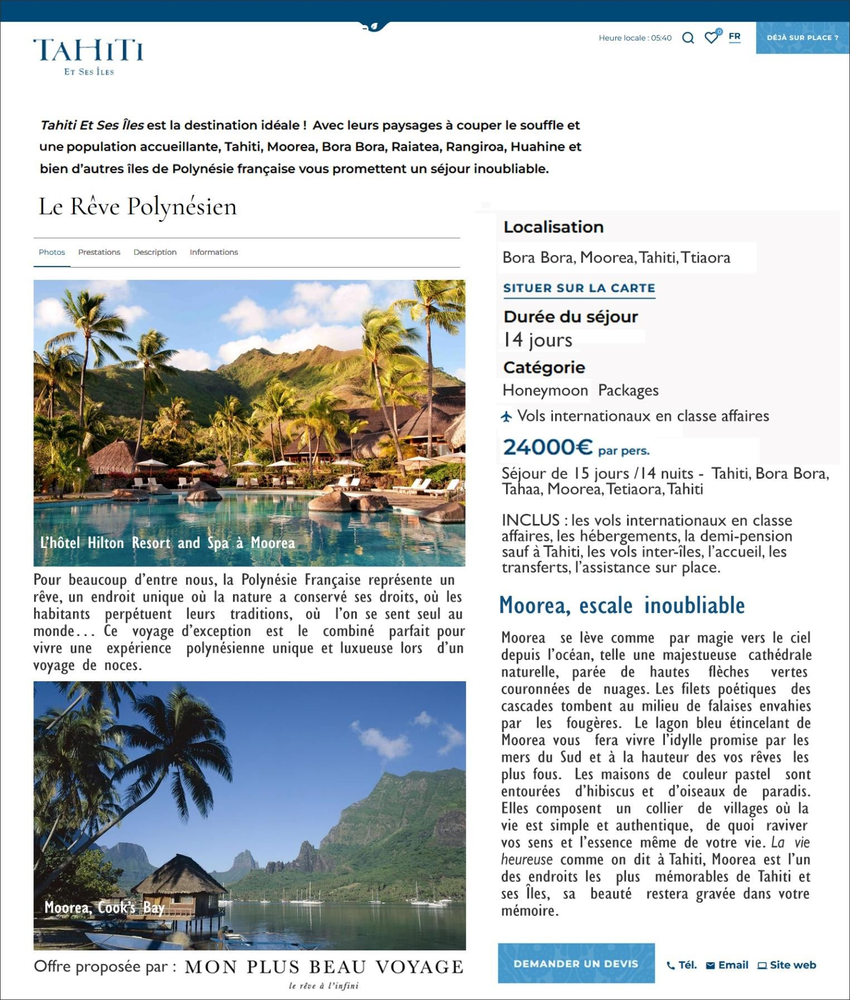 TAHITI
ET SES ÎLES
Heure locale : 05:40
0
FR
DÉJÀ SUR PLACE ?
Tahiti Et Ses Îles est la destination idéale ! Avec leurs paysages à couper le souffle et
une population accueillante, Tahiti, Moorea, Bora Bora, Raiatea, Rangiroa, Huahine et
bien d’autres îles de Polynésie française vous promettent un séjour inoubliable.
Le Rêve Polynésien
Photos Prestations Description Informations
L’hôtel Hilton Resort and Spa à Moorea
Pour beaucoup d’entre nous, la Polynésie Française représente un
rêve, un endroit unique où la nature a conservé ses droits, où les
habitants perpétuent leurs traditions, où l’on se sent seul au
monde… Ce voyage d’exception est le combiné parfait pour
vivre une expérience polynésienne unique et luxueuse lors d’un
voyage de noces.
Moorea, Cook’s Bay
Offre proposée par : MON PLUS BEAU VOYAGE
le rêve à l’infini
Localisation
Bora Bora, Moorea, Tahiti, Ttiaora
SITUER SUR LA CARTE
Durée du séjour
14 jours
Catégorie
Honeymoon Packages
Vols internationaux en classe affaires
24000€ par pers.
Séjour de 15 jours /14 nuits - Tahiti, Bora Bora,
Tahaa, Moorea, Tetiaora, Tahiti
INCLUS : les vols internationaux en classe
affaires, les hébergements, la demi-pension
sauf à Tahiti, les vols inter-îles, l’accueil, les
transferts, l’assistance sur place.
Moorea, escale inoubliable
Moorea se lève comme par magie vers le ciel
depuis l’océan, telle une majestueuse cathédrale
naturelle, parée de hautes flèches vertes
couronnées de nuages. Les filets poétiques des
cascades tombent au milieu de falaises envahies
par les fougères. Le lagon bleu étincelant de
Moorea vous fera vivre l’idylle promise par les
mers du Sud et à la hauteur des vos rêves les
plus fous. Les maisons de couleur pastel sont
entourées d’hibiscus et d’oiseaux de paradis.
Elles composent un collier de villages où la
vie est simple et authentique, de quoi raviver
vos sens et l’essence même de votre vie. La vie
heureuse comme on dit à Tahiti, Moorea est l’un
des endroits les plus mémorables de Tahiti et
ses Îles, sa beauté restera gravée dans votre
mémoire.
DEMANDER UN DEVIS
Tél. Email Site web